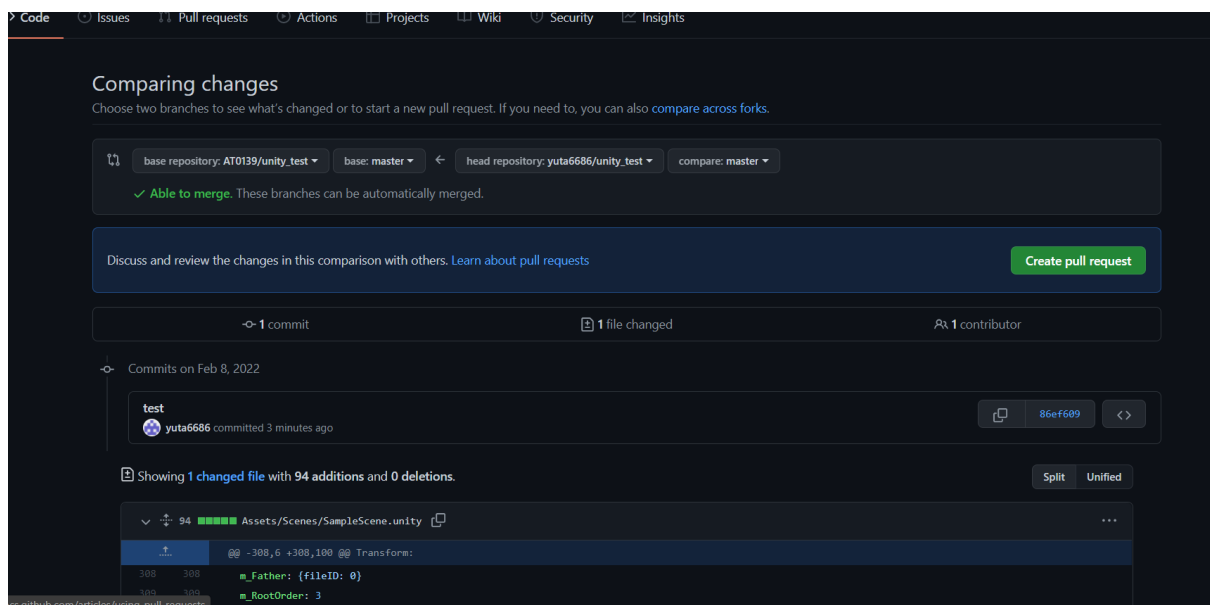 Code Issues Pull requests Actions Projects Wiki Security Insights
Comparing changes
Choose two branches to see what's changed or to start a new pull request. If you need to, you can also compare across forks.
base repository: AT0139/unity_test base: master ← head repository: yuta6686/unity_test compare: master
✓ Able to merge. These branches can be automatically merged.
Discuss and review the changes in this comparison with others. Learn about pull requests Create pull request
1 commit 1 file changed 1 contributor
Commits on Feb 8, 2022
test
yuta6686 committed 3 minutes ago 86ef609 <>
Showing 1 changed file with 94 additions and 0 deletions. Split Unified
94 Assets/Scenes/SampleScene.unity ...
@@ -308,6 +308,100 @@ Transform:
308 308 m_Father: {fileID: 0}
309 309 m_RootOrder: 3
github.com/articles/using-pull-requests